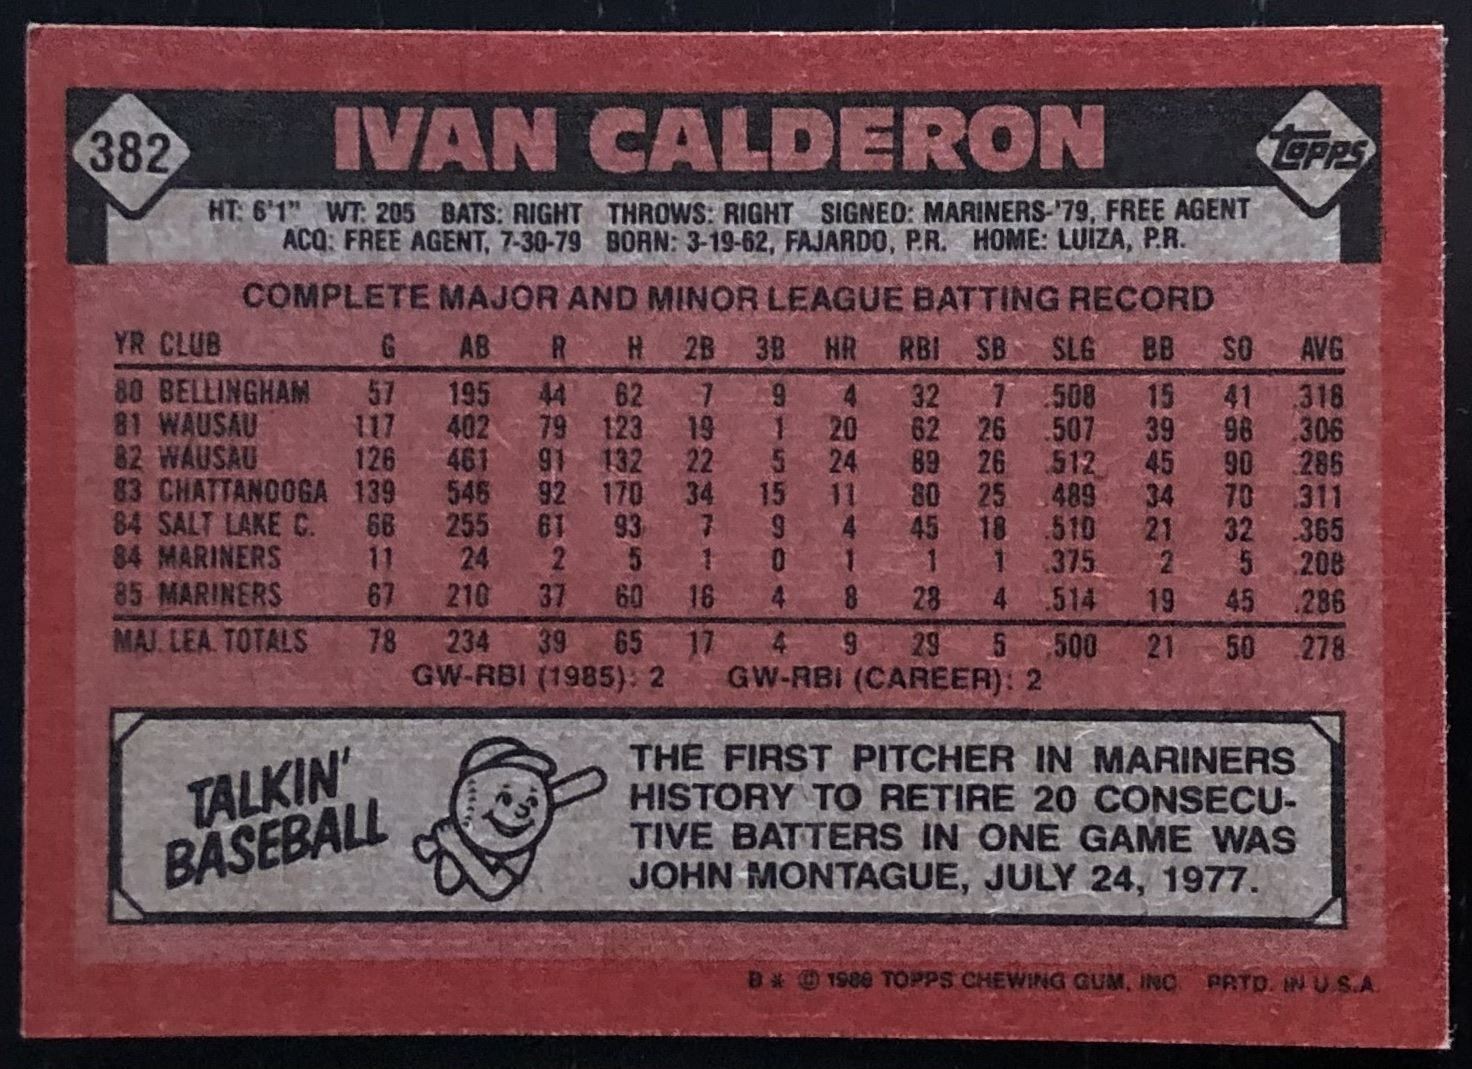 382
IVAN CALDERON
TOPPS
HT: 6'1" WT: 205 BATS: RIGHT THROWS: RIGHT SIGNED: MARINERS-'79, FREE AGENT
ACQ: FREE AGENT, 7-30-79 BORN: 3-19-62, FAJARDO, P.R. HOME: LUIZA, P.R.
COMPLETE MAJOR AND MINOR LEAGUE BATTING RECORD
YR CLUB G AB R H 2B 3B HR RBI SB SLG BB SO AVG
80 BELLINGHAM 57 195 44 62 7 9 4 32 7 .508 15 41 .318
81 WAUSAU 117 402 79 123 19 1 20 62 26 .507 39 96 .306
82 WAUSAU 126 461 91 132 22 5 24 89 26 .512 45 90 .286
83 CHATTANOOGA 139 546 92 170 34 15 11 80 25 .489 34 70 .311
84 SALT LAKE C. 66 255 61 93 7 9 4 45 18 .510 21 32 .365
84 MARINERS 11 24 2 5 1 0 1 1 1 .375 2 5 .208
85 MARINERS 67 210 37 60 16 4 8 28 4 .514 19 45 .286
MAJ. LEA. TOTALS 78 234 39 65 17 4 9 29 5 .500 21 50 .278
GW-RBI (1985): 2 GW-RBI (CAREER): 2
TALKIN'
BASEBALL
THE FIRST PITCHER IN MARINERS
HISTORY TO RETIRE 20 CONSECU-
TIVE BATTERS IN ONE GAME WAS
JOHN MONTAGUE, JULY 24, 1977.
B * © 1986 TOPPS CHEWING GUM, INC. PRTD. IN U.S.A.